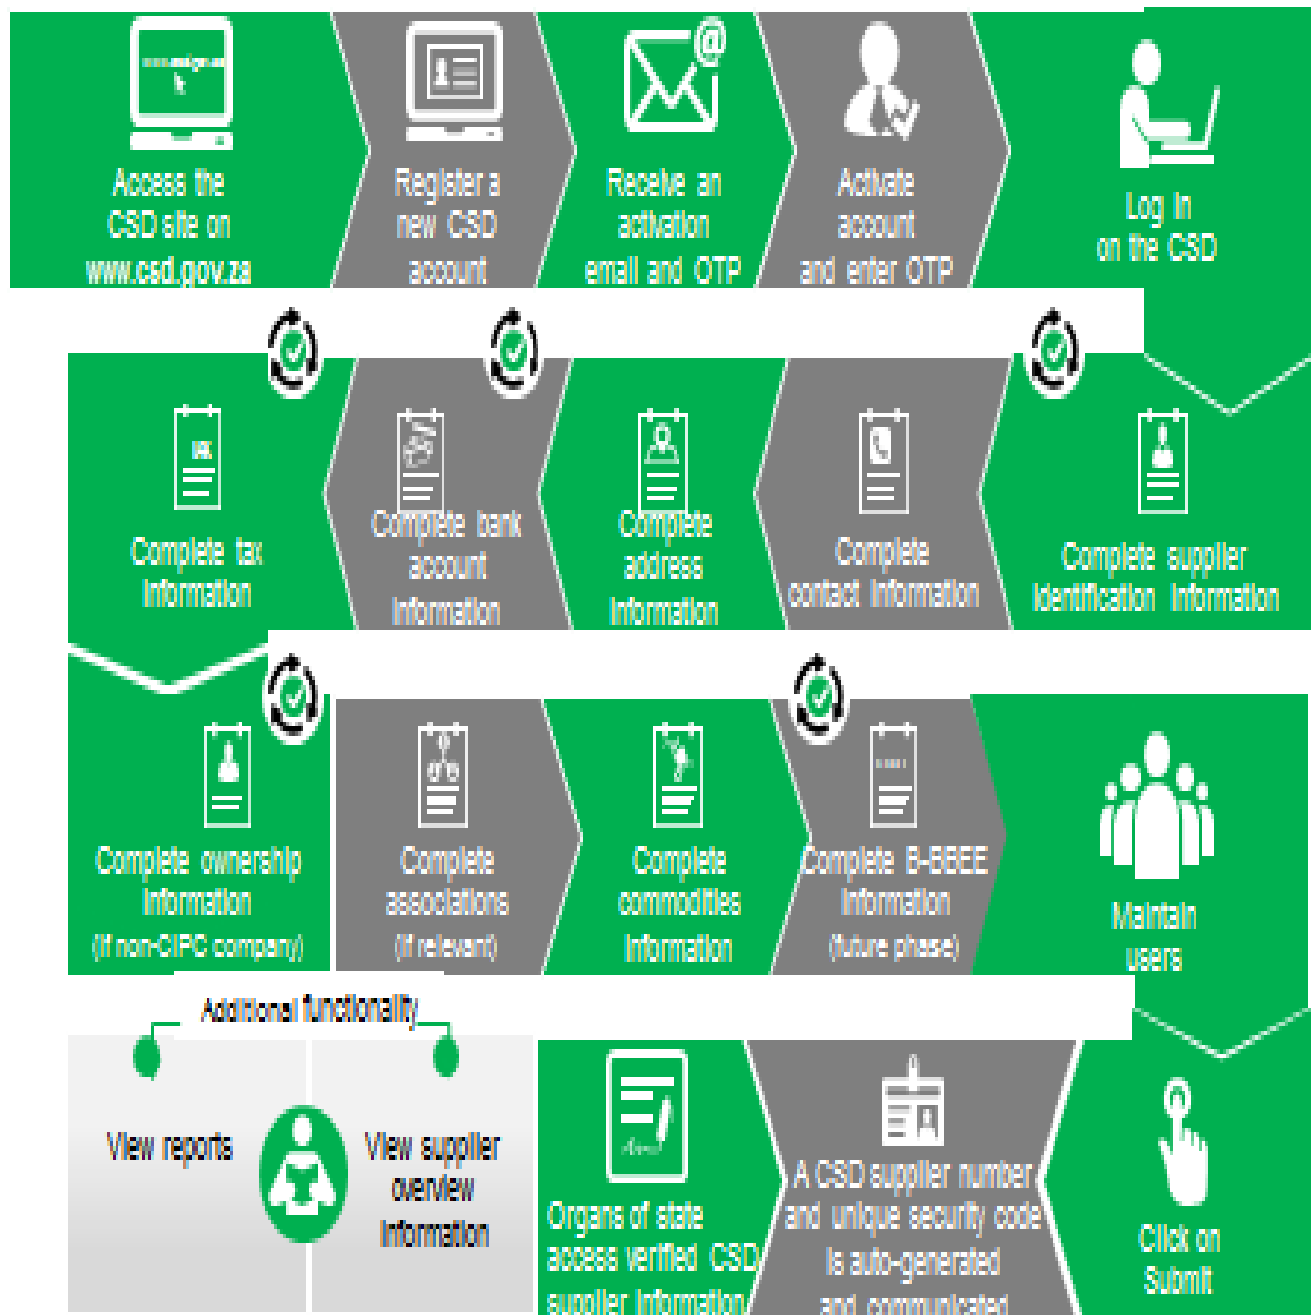 Access the
CSD site on
www.csd.gov.za
Register a
new CSD
account
Receive an
activation
email and OTP
Activate
account
and enter OTP
Log in
on the CSD
Complete tax
information
Complete bank
account
information
Complete
address
information
Complete
contact information
Complete supplier
identification information
Complete ownership
information
(if non-CIPC company)
Complete
associations
(if relevant)
Complete
commodities
information
Complete B-BBEE
information
(future phase)
Maintain
users
Additional functionality
View reports
View supplier
overview
information
Organs of state
access verified CSD
supplier information
A CSD supplier number
and unique security code
is auto-generated
and communicated
Click on
Submit